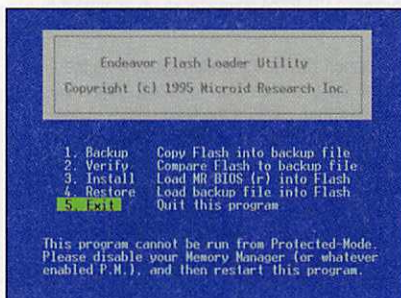 Endeavor Flash Loader Utility
Copyright (c) 1995 Microid Research Inc.
1. Backup Copy Flash into backup file
2. Verify Compare Flash to backup file
3. Install Load MR BIOS (r) into Flash
4. Restore Load backup file into Flash
5. Exit Quit this program
This program cannot be run from Protected-Mode.
Please disable your Memory Manager (or whatever
enabled P.M.), and then restart this program.